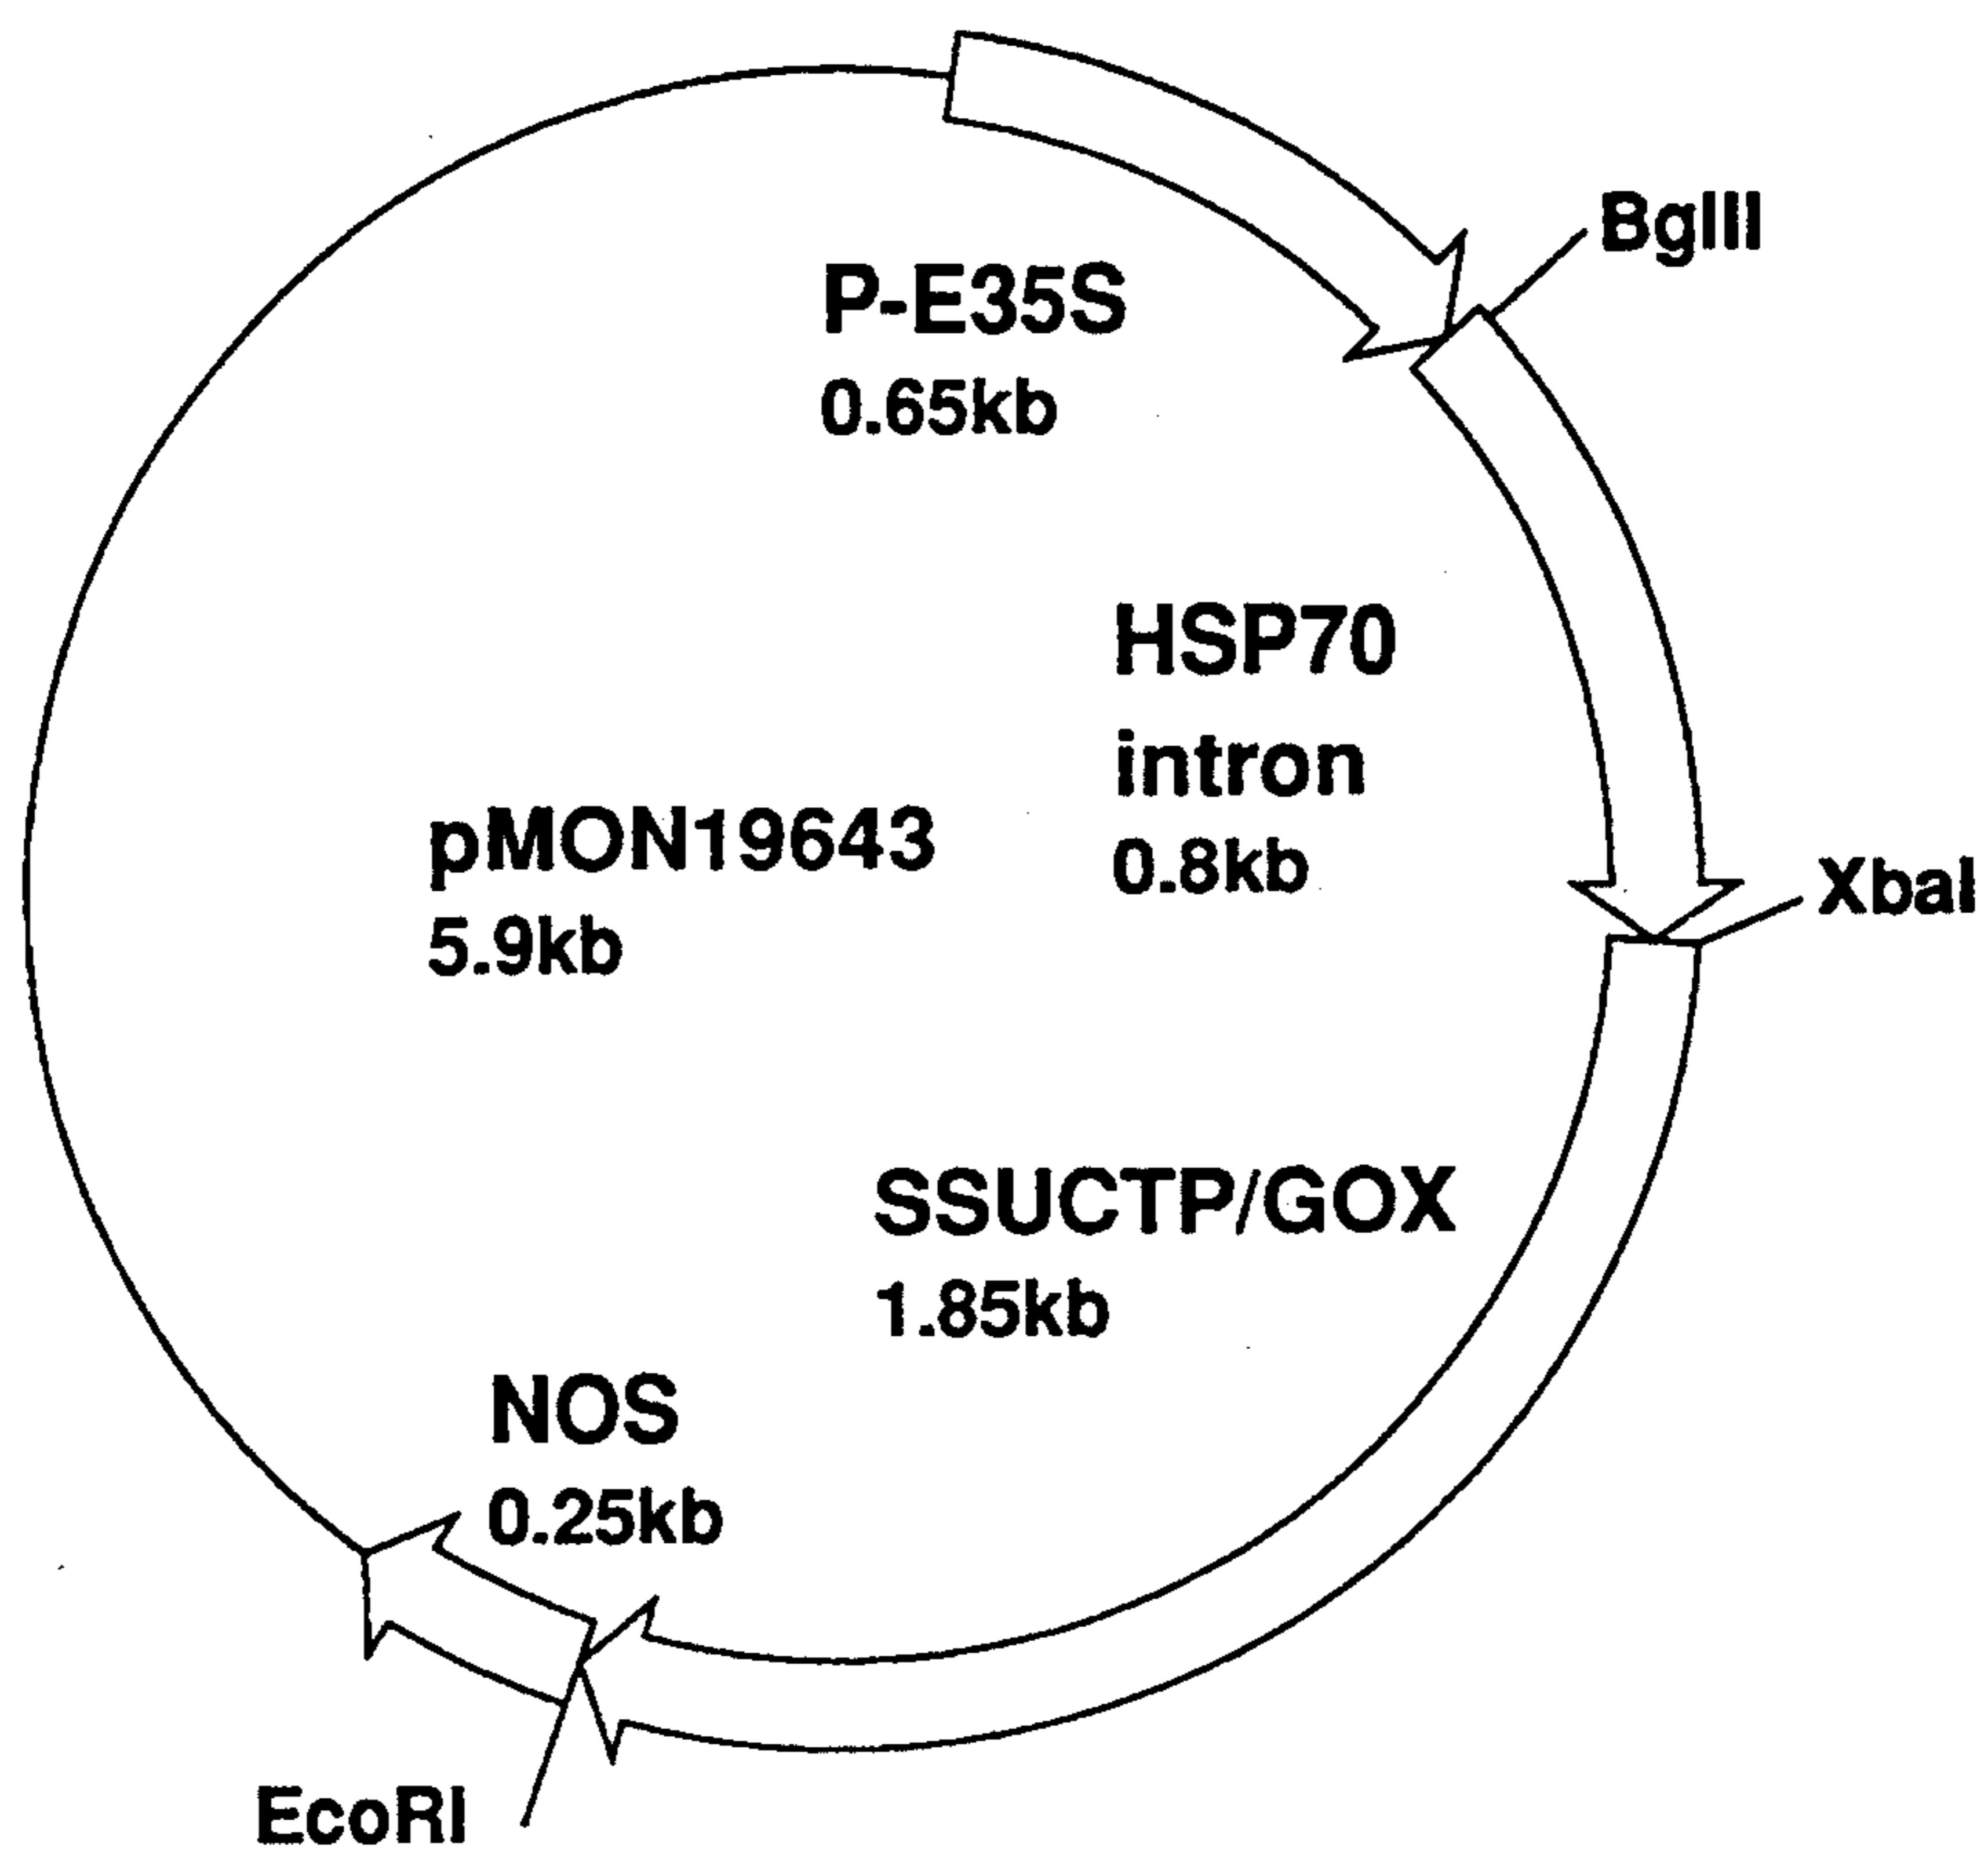 P-E35S
0.65kb
BglII
HSP70
intron
0.8kb
pMON19643
5.9kb
XbaI
SSUCTP/GOX
1.85kb
NOS
0.25kb
EcoRI